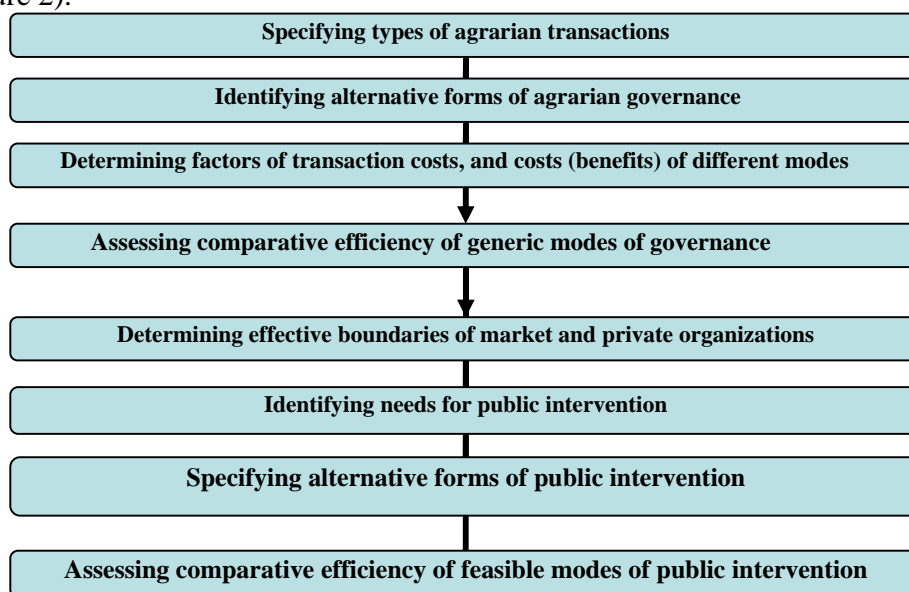 ure 2).
Specifying types of agrarian transactions
Identifying alternative forms of agrarian governance
Determining factors of transaction costs, and costs (benefits) of different modes
Assessing comparative efficiency of generic modes of governance
Determining effective boundaries of market and private organizations
Identifying needs for public intervention
Specifying alternative forms of public intervention
Assessing comparative efficiency of feasible modes of public intervention